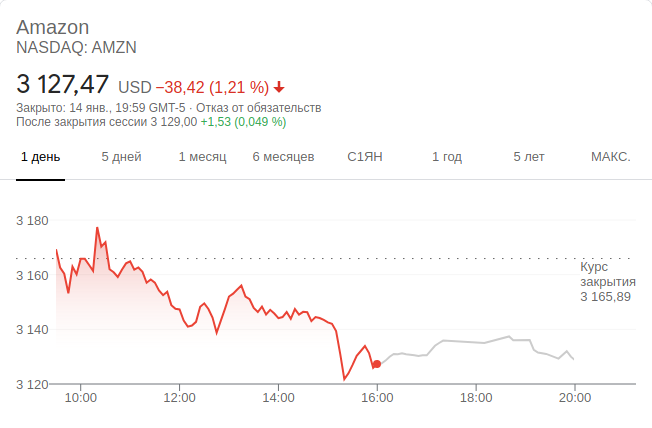 Amazon
NASDAQ: AMZN
3 127,47 USD −38,42 (1,21 %)
Закрыто: 14 янв., 19:59 GMT-5 · Отказ от обязательств
После закрытия сессии 3 129,00 +1,53 (0,049 %)
1 день 5 дней 1 месяц 6 месяцев С1ЯН 1 год 5 лет МАКС.
3 180
Курс
3 160
закрытия
3 165,89
3 140
3 120
10:00 12:00 14:00 16:00 18:00 20:00